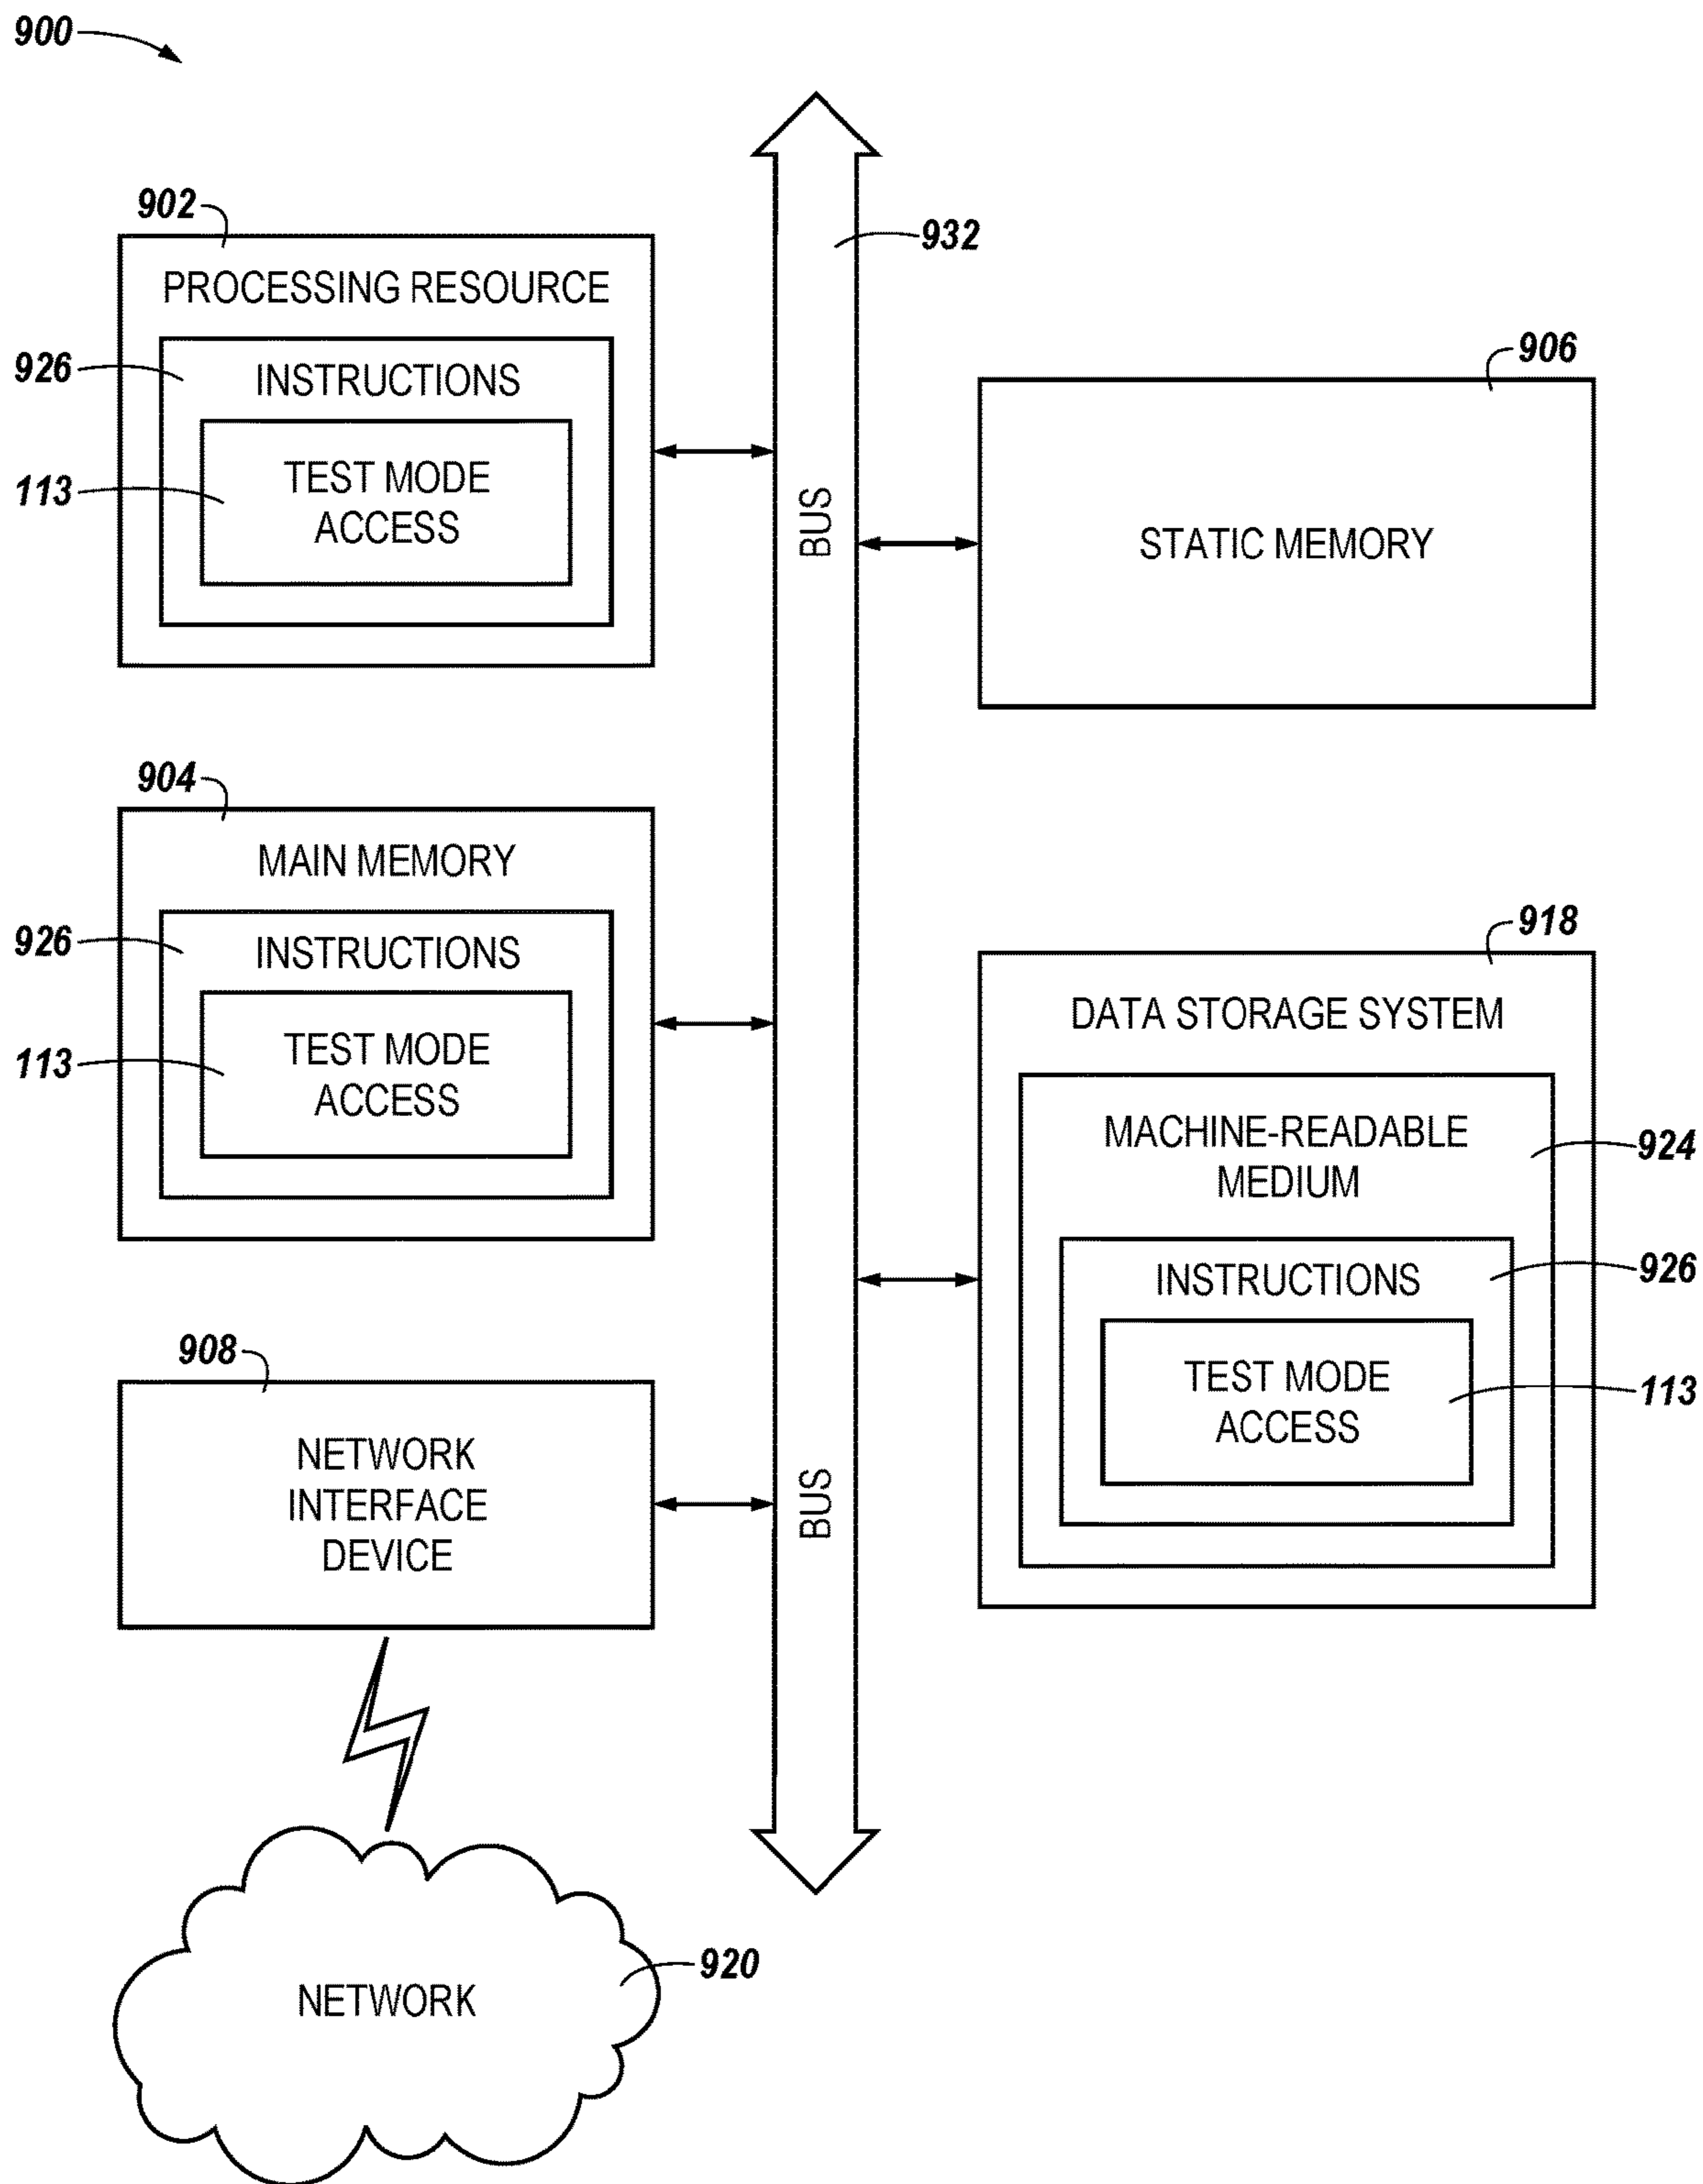 900
902
PROCESSING RESOURCE
926
INSTRUCTIONS
113
TEST MODE
ACCESS
932
BUS
906
STATIC MEMORY
904
MAIN MEMORY
926
INSTRUCTIONS
113
TEST MODE
ACCESS
918
DATA STORAGE SYSTEM
MACHINE-READABLE
MEDIUM
924
INSTRUCTIONS
926
TEST MODE
ACCESS
113
908
NETWORK
INTERFACE
DEVICE
BUS
NETWORK
920